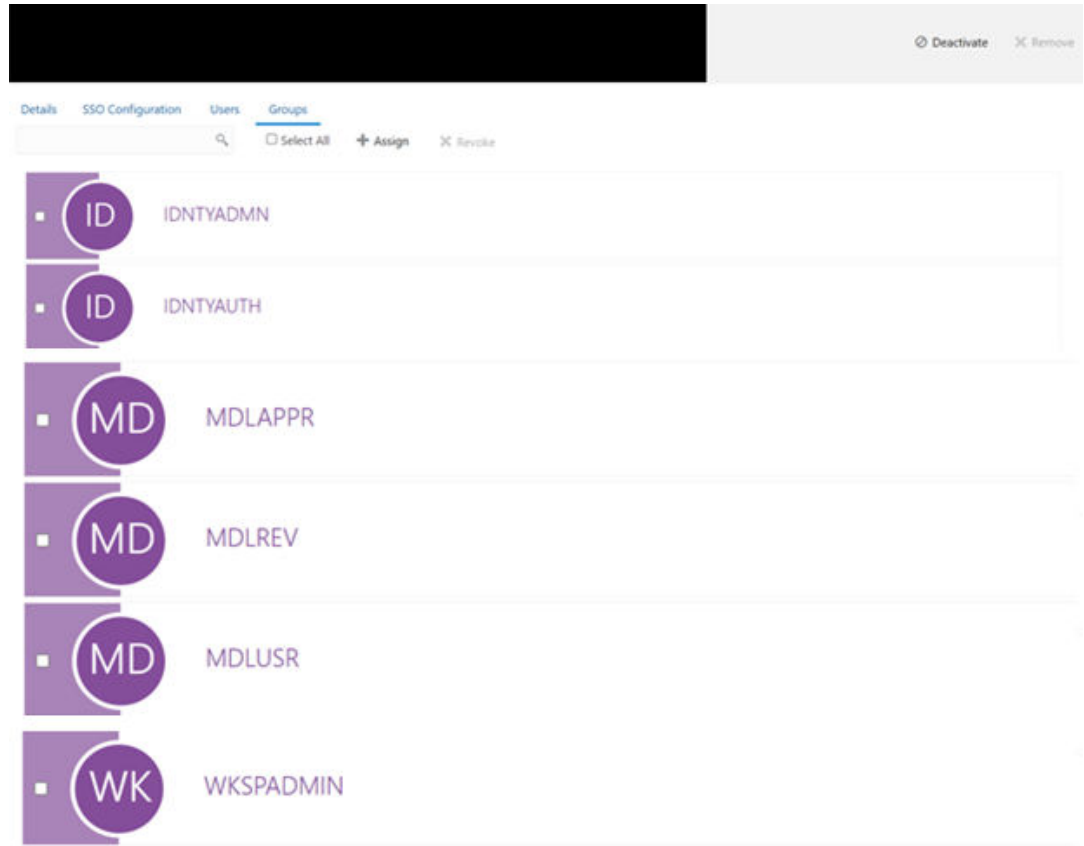 Deactivate Remove
Details SSO Configuration Users Groups
Select All Assign Revoke
ID IDNTYADMN
ID IDNTYAUTH
MD MDLAPPR
MD MDLREV
MD MDLUSR
WK WKSPADMIN